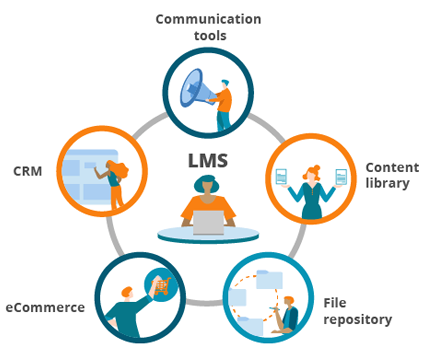 Communication
tools
LMS
CRM
Content
library
eCommerce
File
repository